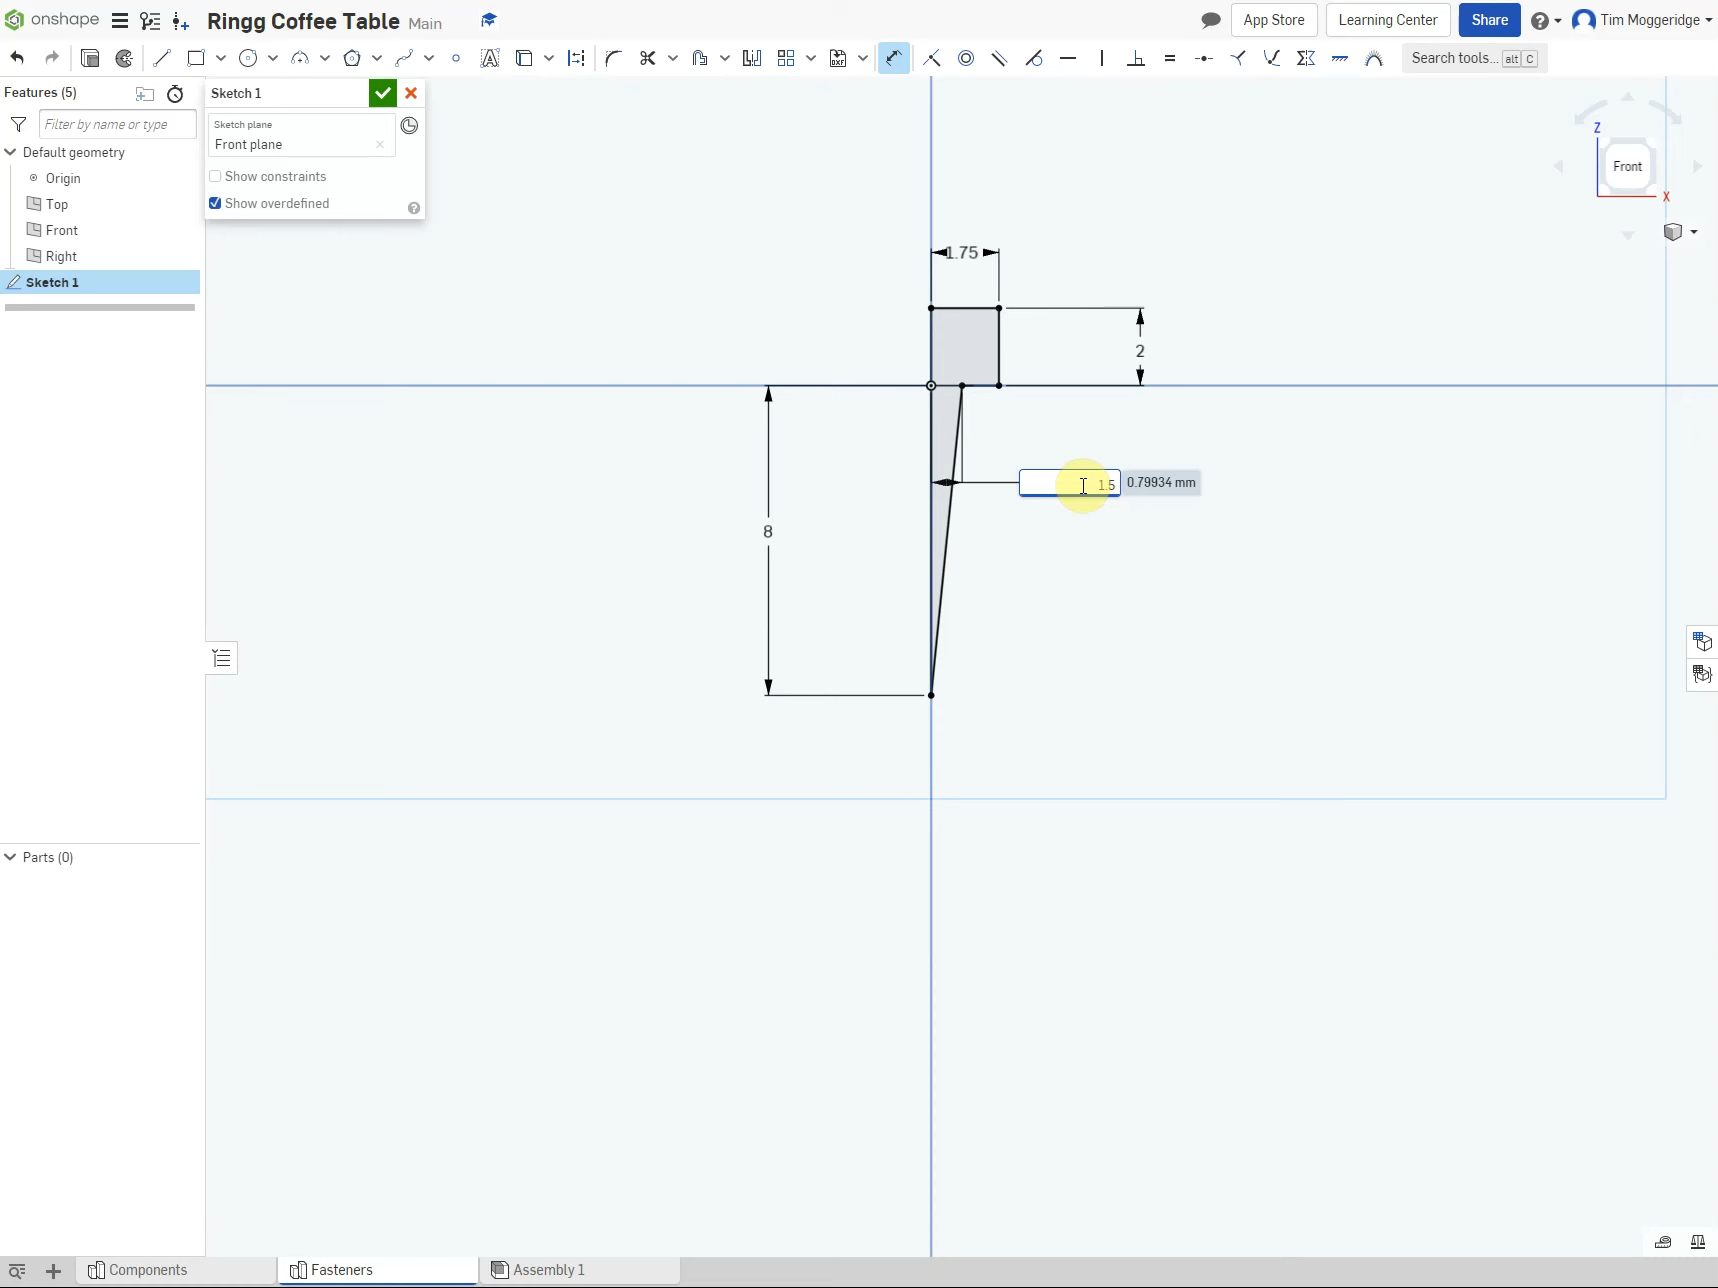 onshape Ringg Coffee Table Main App Store Learning Center Share Tim Moggeridge
DXF Search tools... alt C
Features (5)
Filter by name or type
Default geometry
Origin
Top
Front
Right
Sketch 1
Parts (0)
Sketch 1
Sketch plane
Front plane
Show constraints
Show overdefined
1.75
2
8
1.5 0.79934 mm
Z
Front
X
Components Fasteners Assembly 1